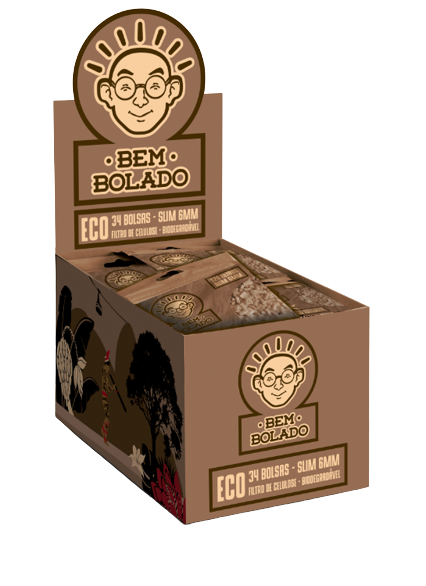 BEM
BOLADO
ECO 34 BOLSAS - SLIM 6MM
FILTRO DE CELULOSE - BIODEGRADÁVEL
BEM
BOLADO
ECO 34 BOLSAS - SLIM 6MM
FILTRO DE CELULOSE - BIODEGRADÁVEL